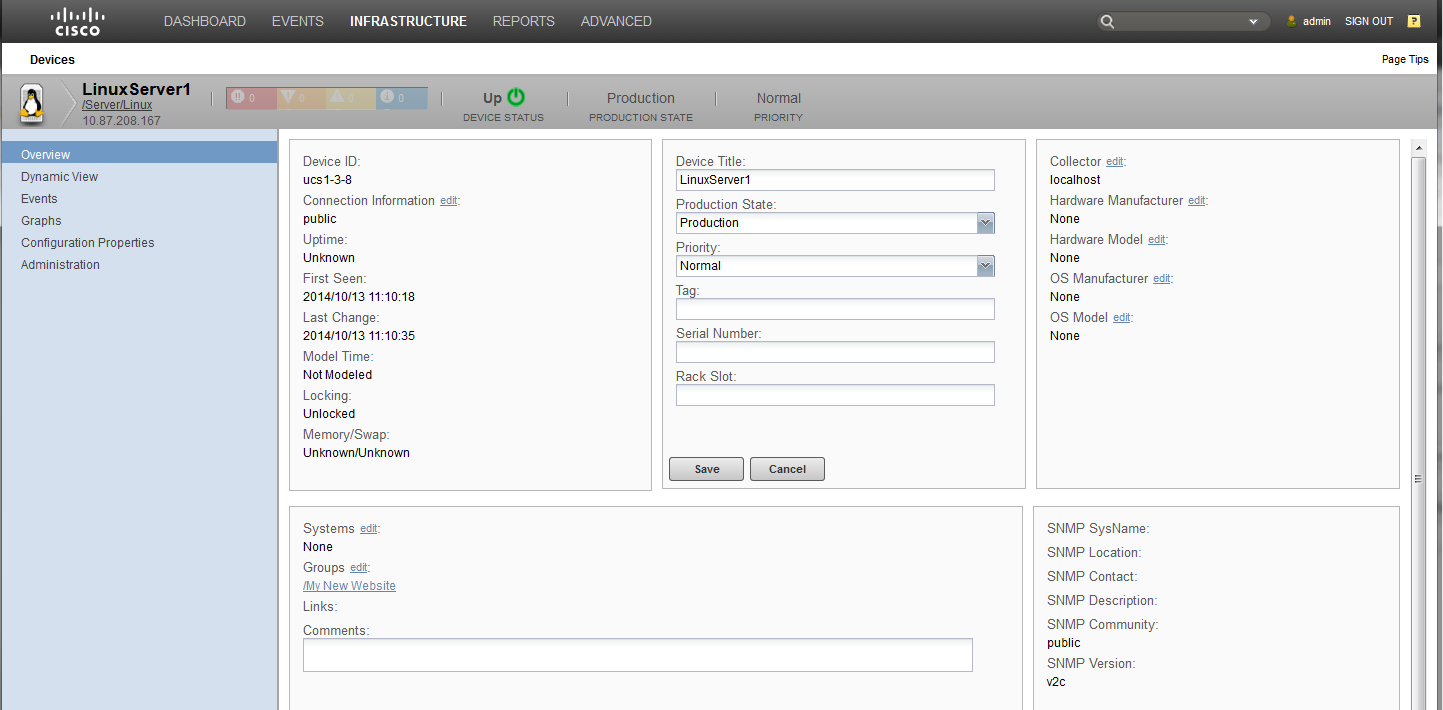 CISCO DASHBOARD EVENTS INFRASTRUCTURE REPORTS ADVANCED admin SIGN OUT ?
Devices Page Tips
LinuxServer1
/Server/Linux
10.87.208.167
0 0 0 0
Up
DEVICE STATUS
Production
PRODUCTION STATE
Normal
PRIORITY
Overview
Dynamic View
Events
Graphs
Configuration Properties
Administration
Device ID:
ucs1-3-8
Connection Information edit:
public
Uptime:
Unknown
First Seen:
2014/10/13 11:10:18
Last Change:
2014/10/13 11:10:35
Model Time:
Not Modeled
Locking:
Unlocked
Memory/Swap:
Unknown/Unknown
Device Title:
LinuxServer1
Production State:
Production
Priority:
Normal
Tag:
Serial Number:
Rack Slot:
Save Cancel
Collector edit:
localhost
Hardware Manufacturer edit:
None
Hardware Model edit:
None
OS Manufacturer edit:
None
OS Model edit:
None
Systems edit:
None
Groups edit:
/My New Website
Links:
Comments:
SNMP SysName:
SNMP Location:
SNMP Contact:
SNMP Description:
SNMP Community:
public
SNMP Version:
v2c